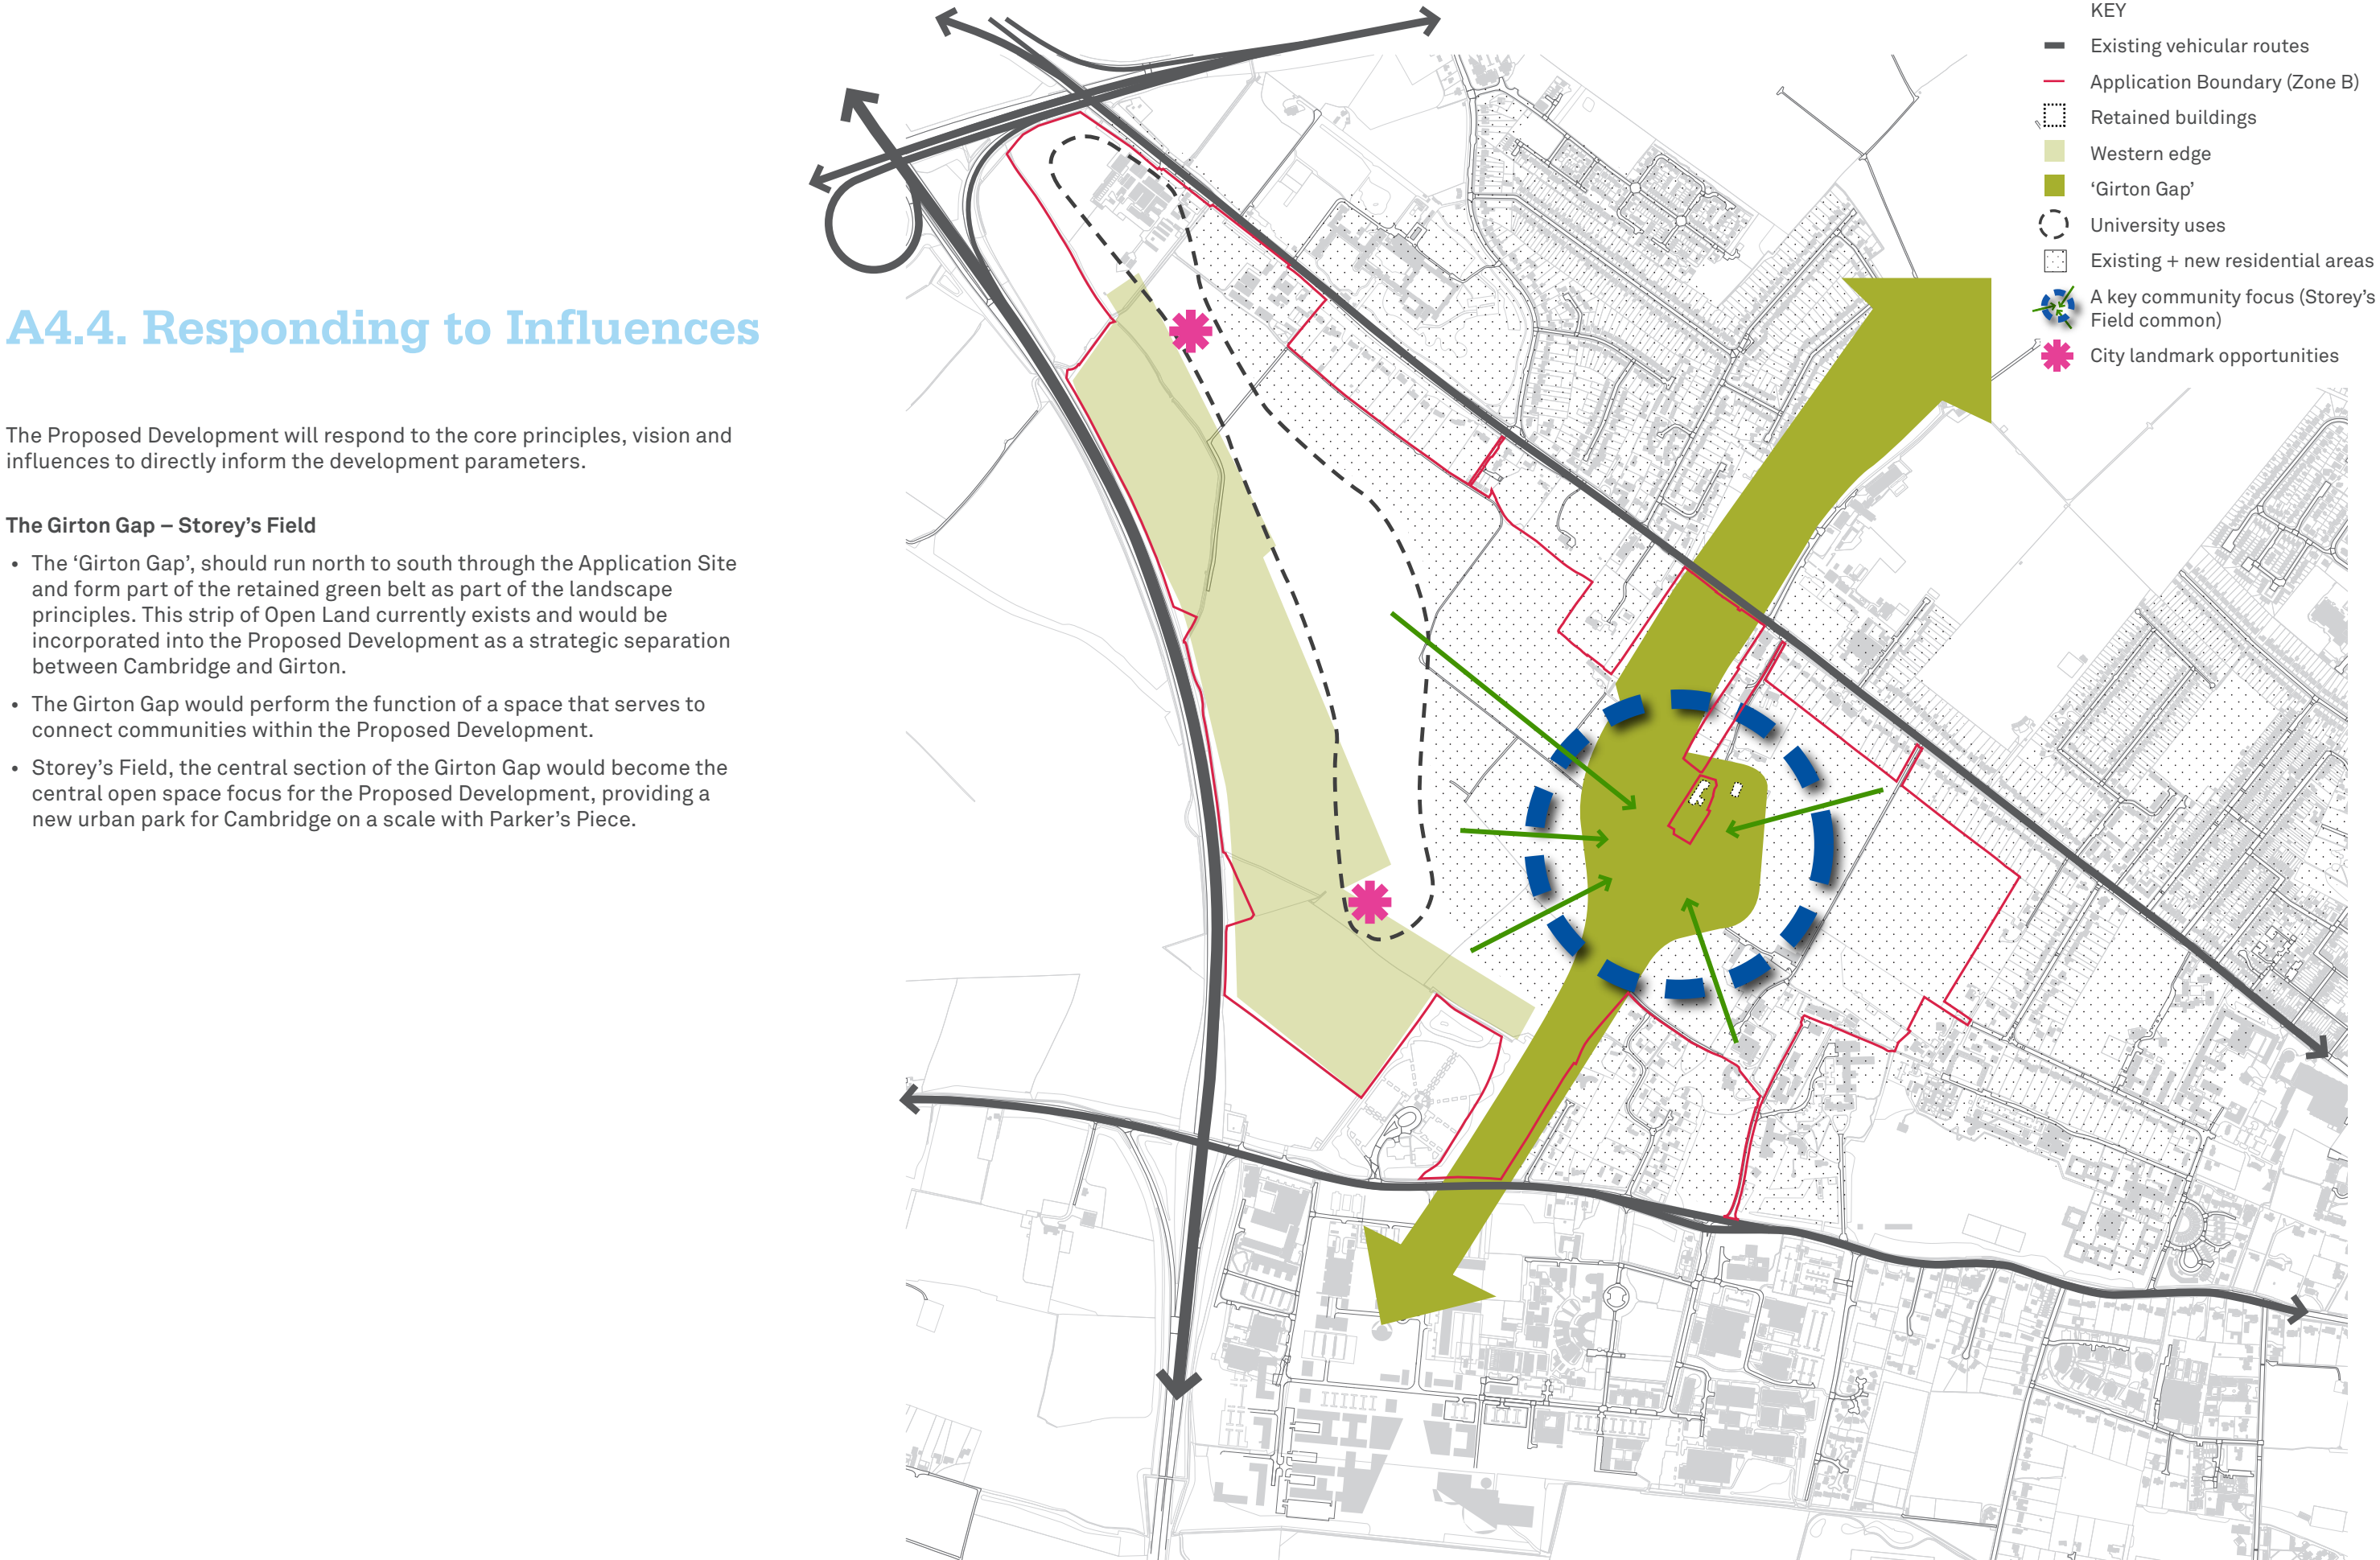 A4.4. Responding to Influences
The Proposed Development will respond to the core principles, vision and
influences to directly inform the development parameters.
The Girton Gap – Storey’s Field
• The ‘Girton Gap’, should run north to south through the Application Site
and form part of the retained green belt as part of the landscape
principles. This strip of Open Land currently exists and would be
incorporated into the Proposed Development as a strategic separation
between Cambridge and Girton.
• The Girton Gap would perform the function of a space that serves to
connect communities within the Proposed Development.
• Storey’s Field, the central section of the Girton Gap would become the
central open space focus for the Proposed Development, providing a
new urban park for Cambridge on a scale with Parker’s Piece.
KEY
Existing vehicular routes
Application Boundary (Zone B)
Retained buildings
Western edge
‘Girton Gap’
University uses
Existing + new residential areas
A key community focus (Storey’s
Field common)
City landmark opportunities